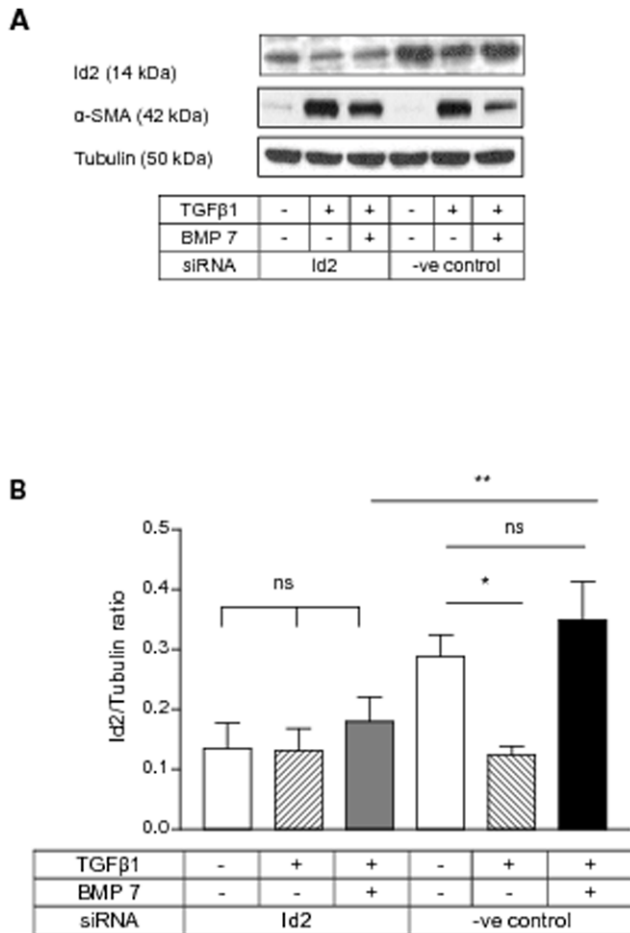 A
Id2 (14 kDa)
α-SMA (42 kDa)
Tubulin (50 kDa)
TGFβ1 - + + - + +
BMP 7 - - + - - +
siRNA Id2 -ve control
B
**
ns
ns *
0.5
0.4
0.3
0.2
0.1
0.0
Id2/Tubulin ratio
TGFβ1 - + + - + +
BMP 7 - - + - - +
siRNA Id2 -ve control